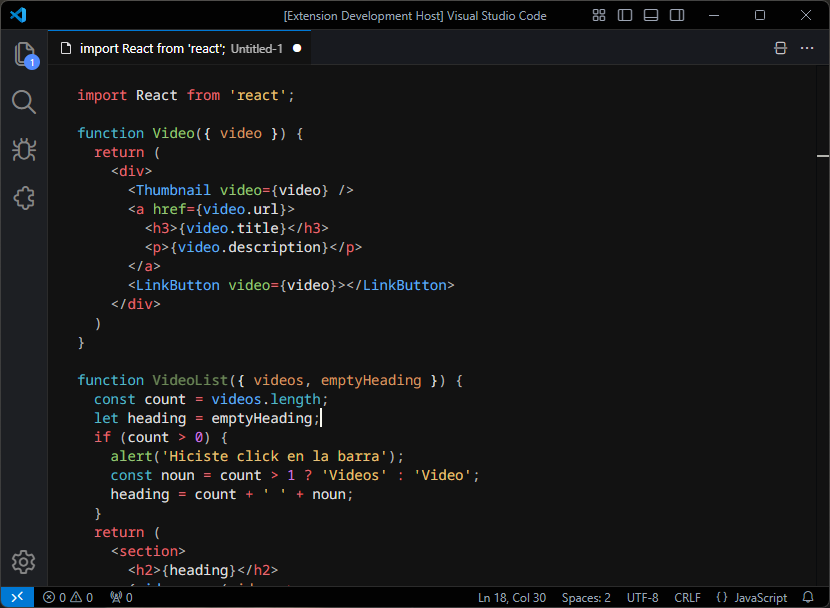 [Extension Development Host] Visual Studio Code
import React from 'react'; Untitled-1
1
import React from 'react';
function Video({ video }) {
return (
<div>
<Thumbnail video={video} />
<a href={video.url}>
<h3>{video.title}</h3>
<p>{video.description}</p>
</a>
<LinkButton video={video}></LinkButton>
</div>
)
}
function VideoList({ videos, emptyHeading }) {
const count = videos.length;
let heading = emptyHeading;
if (count > 0) {
alert('Hiciste click en la barra');
const noun = count > 1 ? 'Videos' : 'Video';
heading = count + ' ' + noun;
}
return (
<section>
<h2>{heading}</h2>
0 0 0 Ln 18, Col 30 Spaces: 2 UTF-8 CRLF { } JavaScript